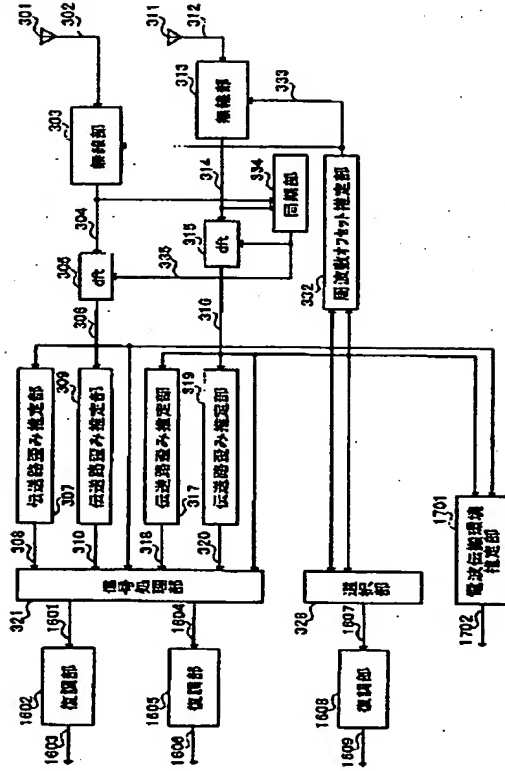 301
302
303
無線部
304
305
dft
306
311
312
313
無線部
314
315
dft
316
333
334
同期部
335
332
周波数オフセット推定部
伝送路歪み推定部
307
308
309
伝送路歪み推定部
310
伝送路歪み推定部
317
318
319
伝送路歪み推定部
320
信号処理部
321
選択部
328
1701
電波伝搬環境
推定部
1702
1601
1602
復調部
1603
1604
1605
復調部
1606
1607
1608
復調部
1609